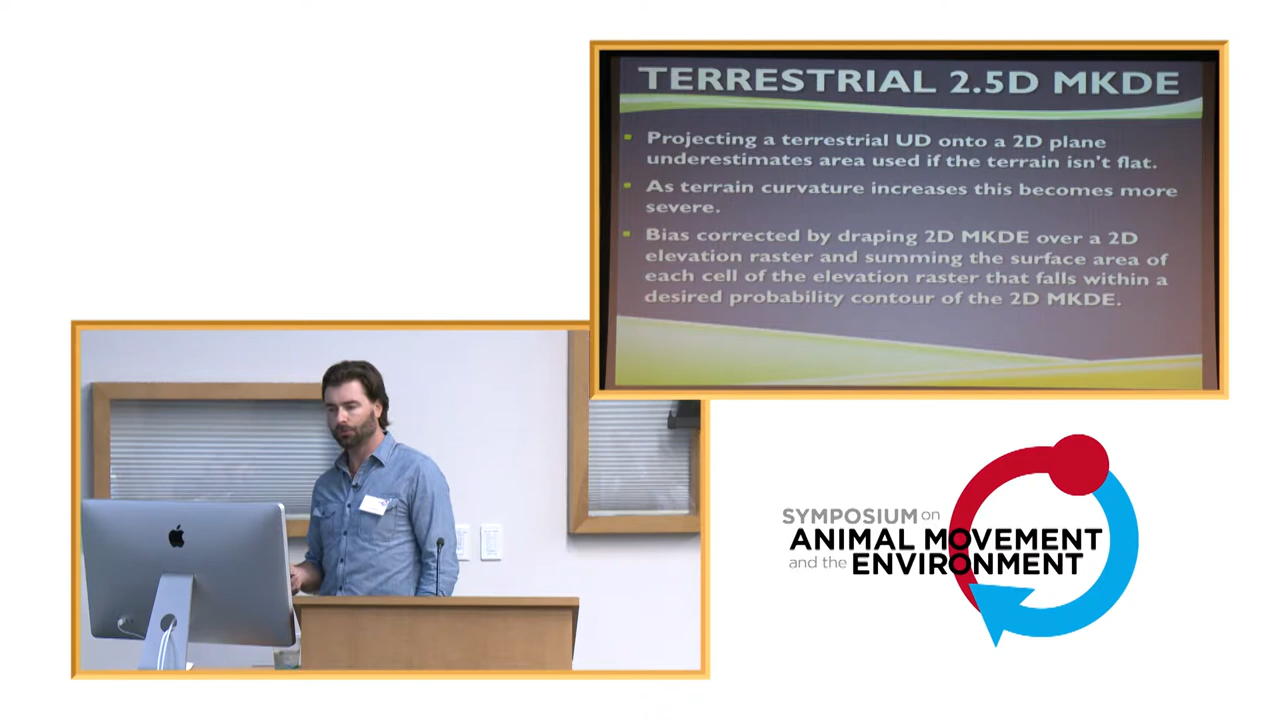 TERRESTRIAL 2.5D MKDE
Projecting a terrestrial UD onto a 2D plane
underestimates area used if the terrain isn't flat.
As terrain curvature increases this becomes more
severe.
Bias corrected by draping 2D MKDE over a 2D
elevation raster and summing the surface area of
each cell of the elevation raster that falls within a
desired probability contour of the 2D MKDE.
SYMPOSIUM on
ANIMAL MOVEMENT
and the ENVIRONMENT